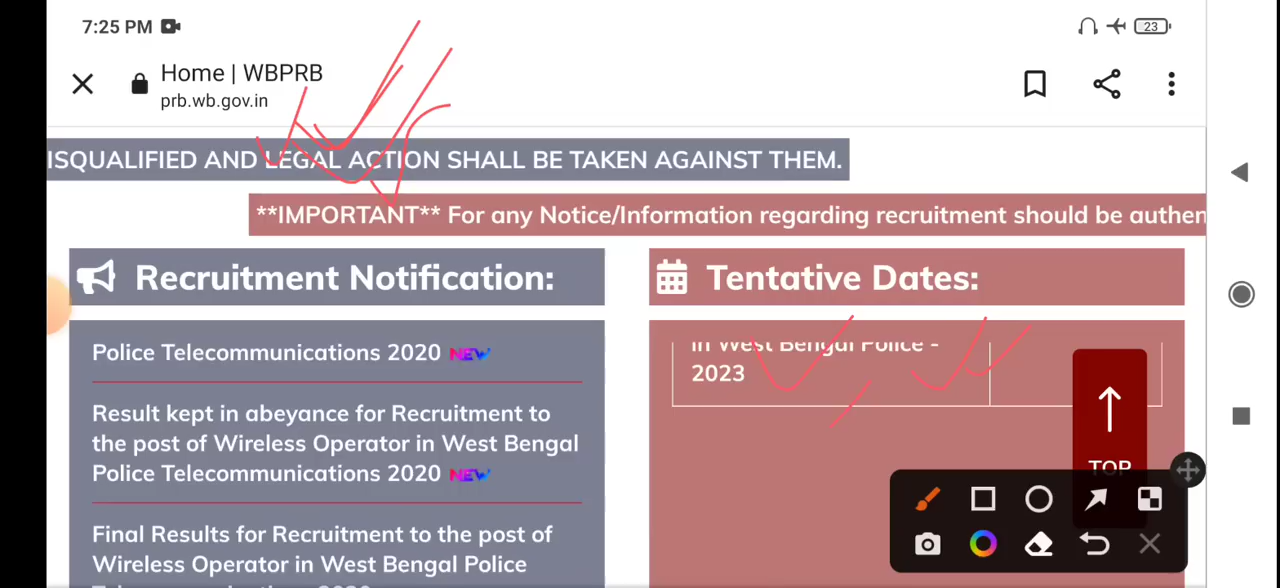 7:25 PM
23
Home | WBPRB
prb.wb.gov.in
ISQUALIFIED AND LEGAL ACTION SHALL BE TAKEN AGAINST THEM.
**IMPORTANT** For any Notice/Information regarding recruitment should be authen
Recruitment Notification:
Police Telecommunications 2020 NEW
Result kept in abeyance for Recruitment to
the post of Wireless Operator in West Bengal
Police Telecommunications 2020 NEW
Final Results for Recruitment to the post of
Wireless Operator in West Bengal Police
Tentative Dates:
in West Bengal Police -
2023
TOP